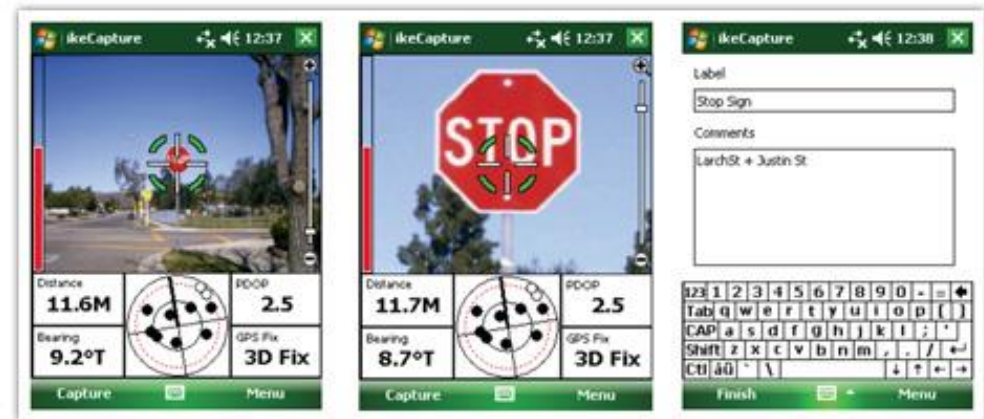 ikeCapture 12:37
Distance
11.6M
PDOP
2.5
Bearing
9.2°T
GPS Fix
3D Fix
Capture Menu
ikeCapture 12:37
STOP
Distance
11.7M
PDOP
2.5
Bearing
8.7°T
GPS Fix
3D Fix
Capture Menu
ikeCapture 12:38
Label
Stop Sign
Comments
LarchSt + Justin St
123 1 2 3 4 5 6 7 8 9 0 - =
Tab q w e r t y u i o p [ ]
CAP a s d f g h j k l ; '
Shift z x c v b n m , . /
Ctl áü ` \
Finish Menu